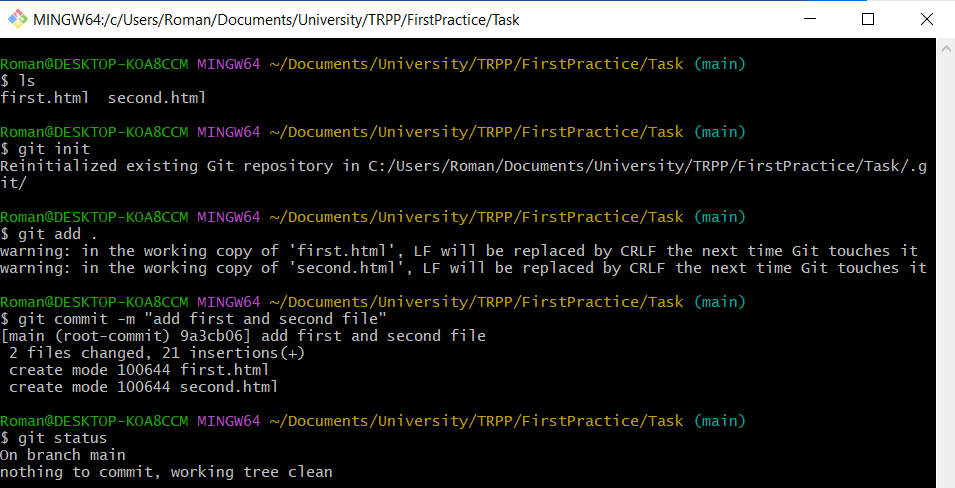 MINGW64:/c/Users/Roman/Documents/University/TRPP/FirstPractice/Task
Roman@DESKTOP-KOA8CCM MINGW64 ~/Documents/University/TRPP/FirstPractice/Task (main)
$ ls
first.html  second.html
Roman@DESKTOP-KOA8CCM MINGW64 ~/Documents/University/TRPP/FirstPractice/Task (main)
$ git init
Reinitialized existing Git repository in C:/Users/Roman/Documents/University/TRPP/FirstPractice/Task/.g
it/
Roman@DESKTOP-KOA8CCM MINGW64 ~/Documents/University/TRPP/FirstPractice/Task (main)
$ git add .
warning: in the working copy of 'first.html', LF will be replaced by CRLF the next time Git touches it
warning: in the working copy of 'second.html', LF will be replaced by CRLF the next time Git touches it
Roman@DESKTOP-KOA8CCM MINGW64 ~/Documents/University/TRPP/FirstPractice/Task (main)
$ git commit -m "add first and second file"
[main (root-commit) 9a3cb06] add first and second file
 2 files changed, 21 insertions(+)
 create mode 100644 first.html
 create mode 100644 second.html
Roman@DESKTOP-KOA8CCM MINGW64 ~/Documents/University/TRPP/FirstPractice/Task (main)
$ git status
On branch main
nothing to commit, working tree clean